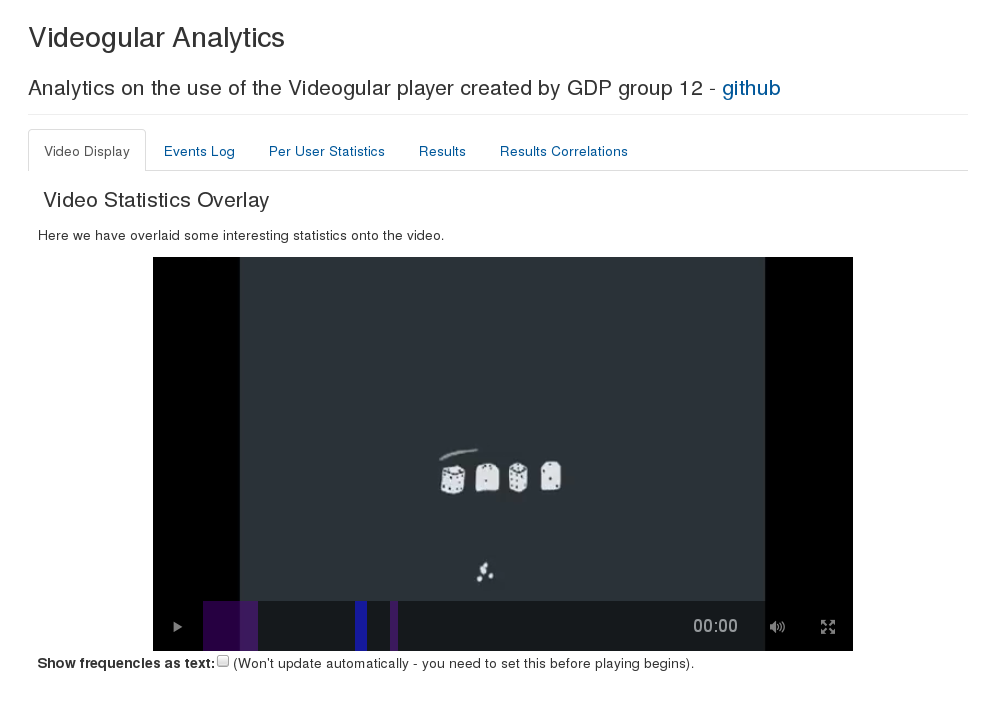 Videogular Analytics
Analytics on the use of the Videogular player created by GDP group 12 - github
Video Display Events Log Per User Statistics Results Results Correlations
Video Statistics Overlay
Here we have overlaid some interesting statistics onto the video.
00:00
Show frequencies as text: (Won't update automatically - you need to set this before playing begins).